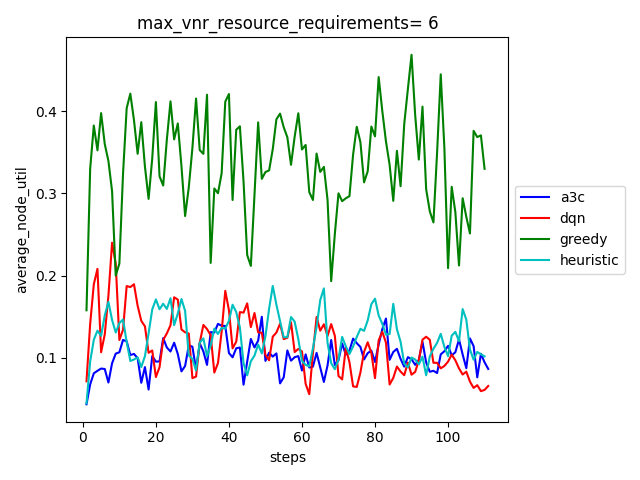 max_vnr_resource_requirements= 6
average_node_util
0.4
0.3
0.2
0.1
0
20
40
60
80
100
steps
a3c
dqn
greedy
heuristic